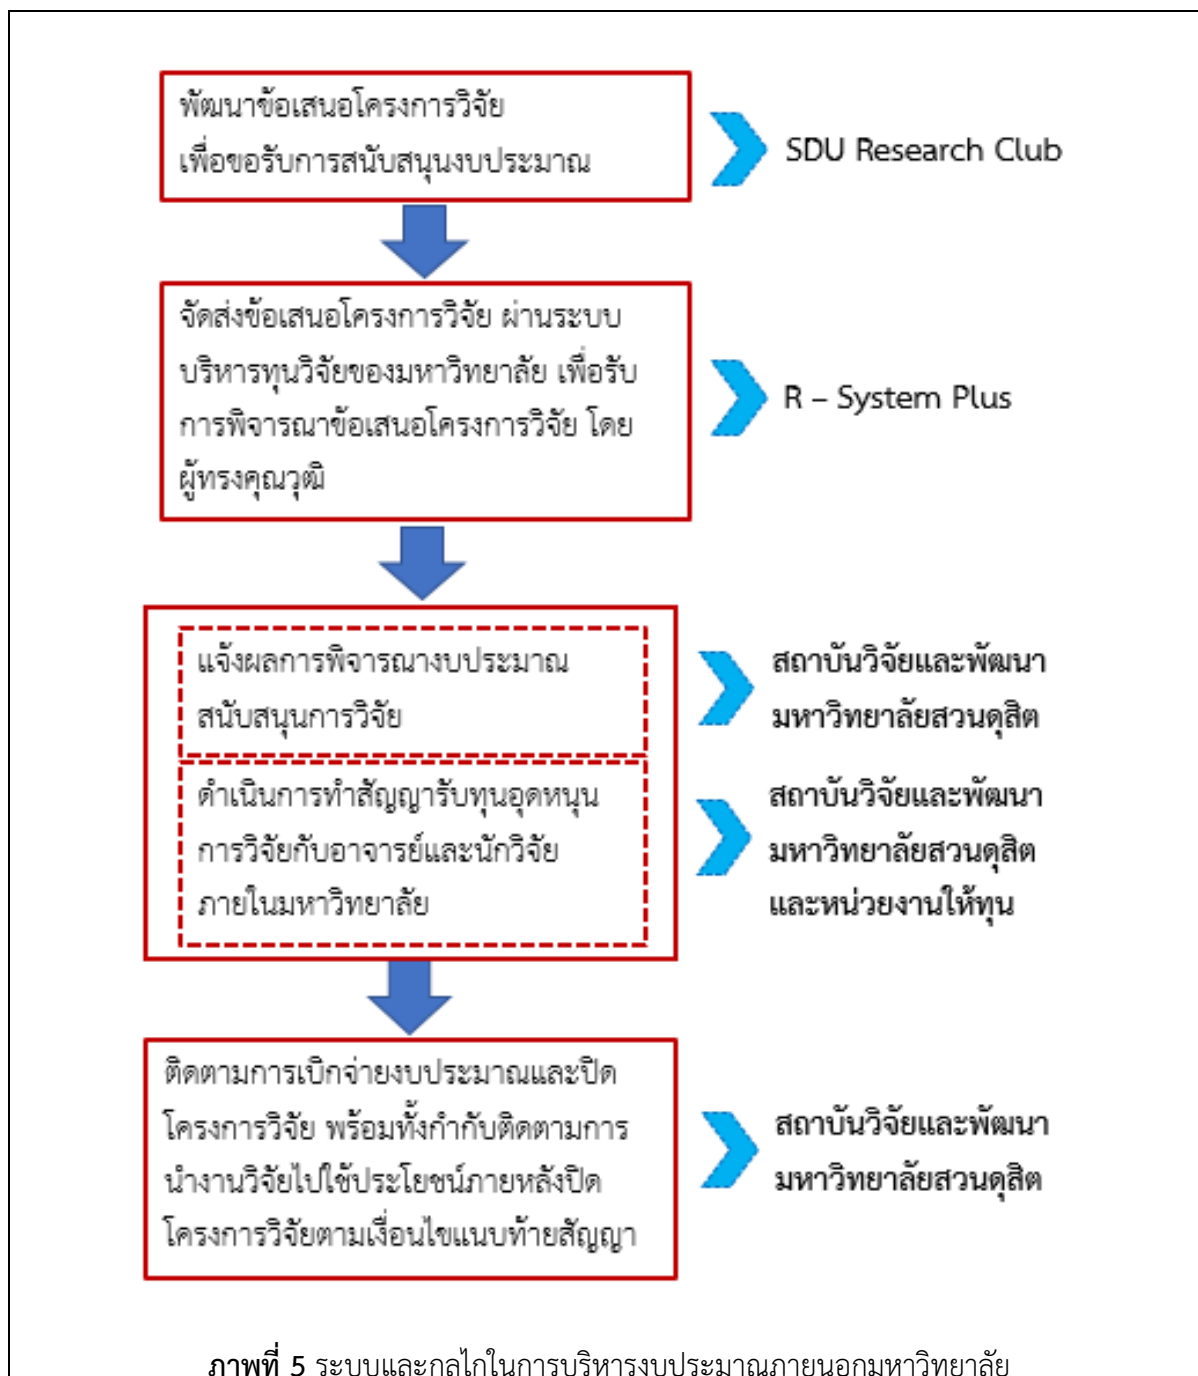 พัฒนาข้อเสนอโครงการวิจัย
เพื่อขอรับการสนับสนุนงบประมาณ
SDU Research Club
จัดส่งข้อเสนอโครงการวิจัย ผ่านระบบ
บริหารทุนวิจัยของมหาวิทยาลัย เพื่อรับ
การพิจารณาข้อเสนอโครงการวิจัย โดย
ผู้ทรงคุณวุฒิ
R – System Plus
แจ้งผลการพิจารณางบประมาณ
สนับสนุนการวิจัย
สถาบันวิจัยและพัฒนา
มหาวิทยาลัยสวนดุสิต
ดำเนินการทำสัญญารับทุนอุดหนุน
การวิจัยกับอาจารย์และนักวิจัย
ภายในมหาวิทยาลัย
สถาบันวิจัยและพัฒนา
มหาวิทยาลัยสวนดุสิต
และหน่วยงานให้ทุน
ติดตามการเบิกจ่ายงบประมาณและปิด
โครงการวิจัย พร้อมทั้งกำกับติดตามการ
นำงานวิจัยไปใช้ประโยชน์ภายหลังปิด
โครงการวิจัยตามเงื่อนไขแนบท้ายสัญญา
สถาบันวิจัยและพัฒนา
มหาวิทยาลัยสวนดุสิต
ภาพที่ 5 ระบบและกลไกในการบริหารงบประมาณภายนอกมหาวิทยาลัย